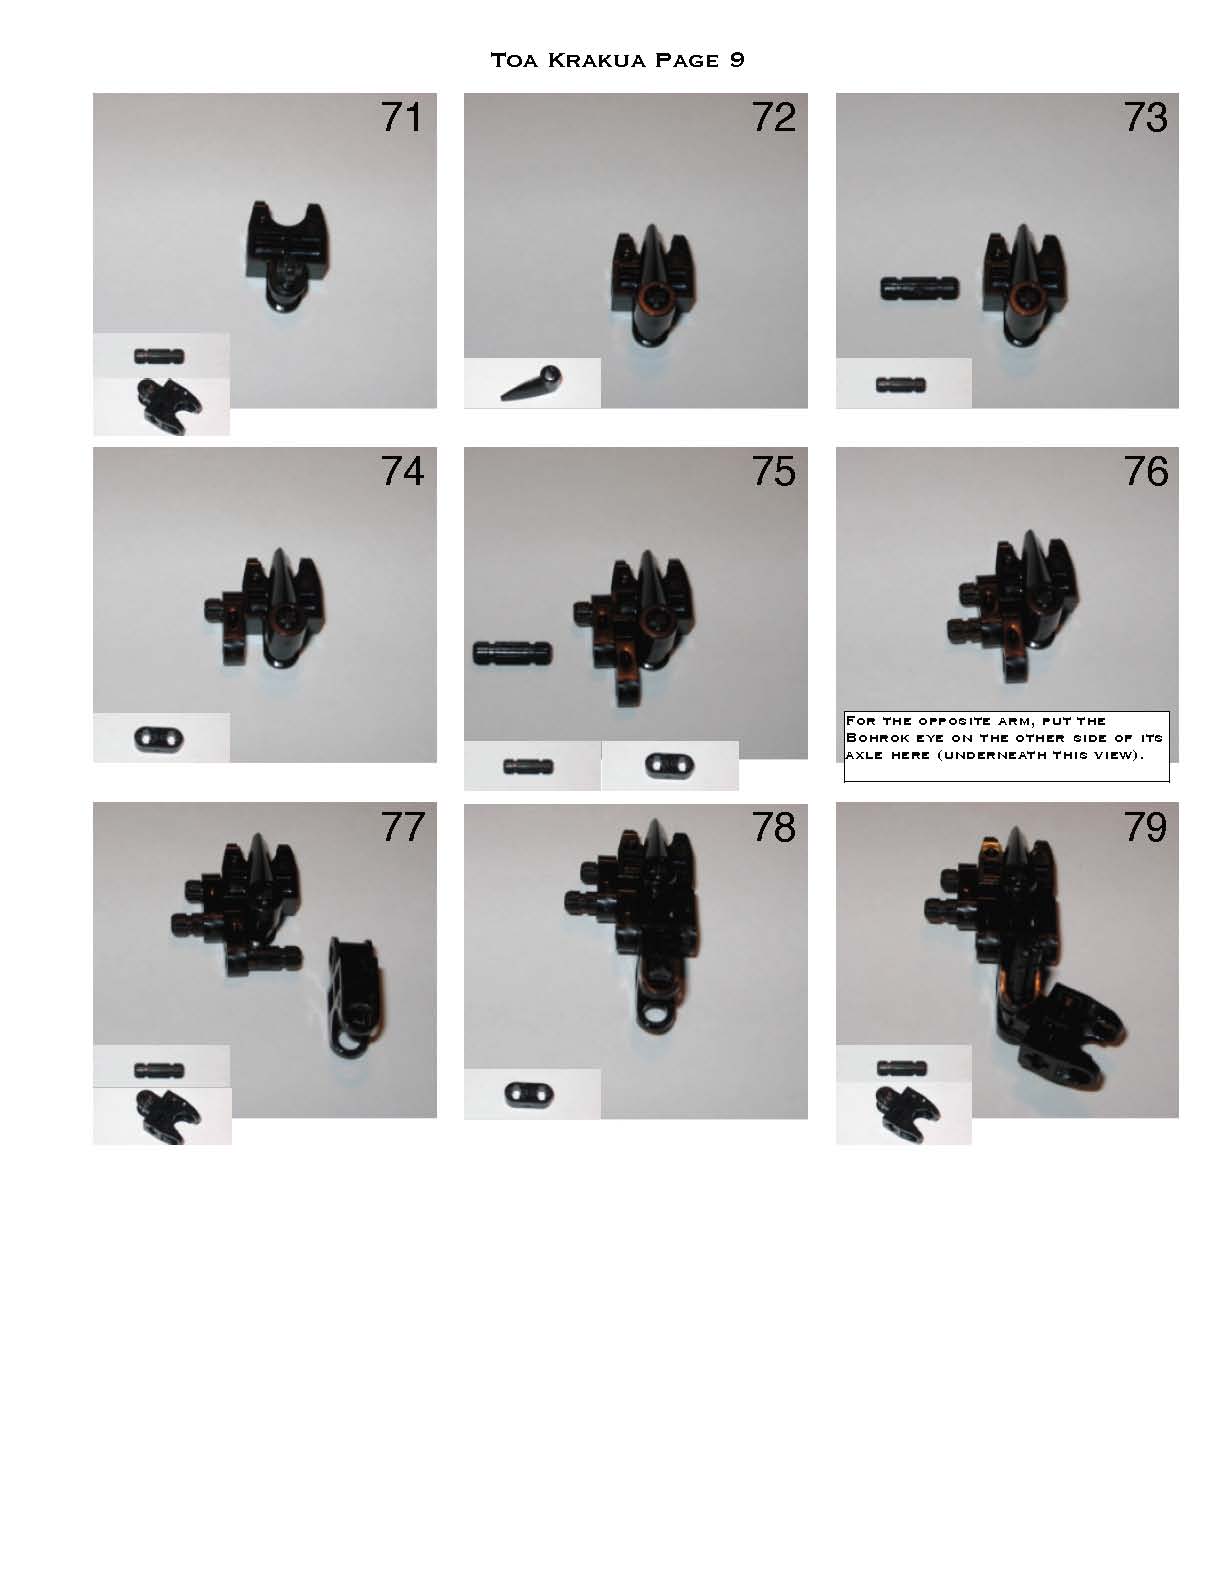 Toa Krakua Page 9
71
72
73
74
75
76
For the opposite arm, put the
Bohrok eye on the other side of its
axle here (underneath this view).
77
78
79